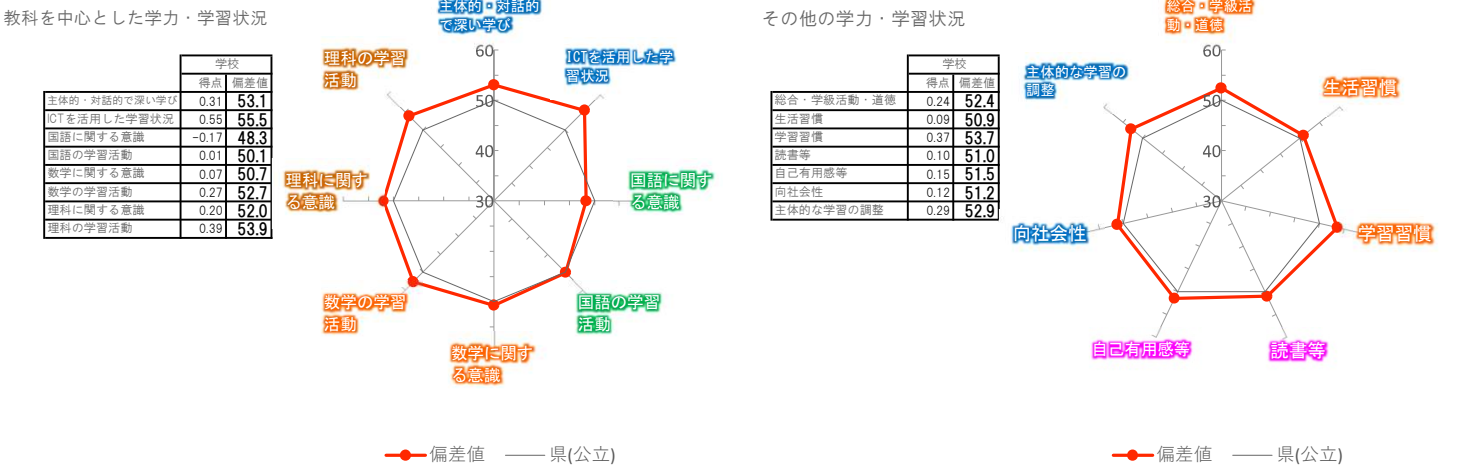 教科を中心とした学力・学習状況
学校
得点 偏差値
主体的・対話的で深い学び 0.31 53.1
ICTを活用した学習状況 0.55 55.5
国語に関する意識 -0.17 48.3
国語の学習活動 0.01 50.1
数学に関する意識 0.07 50.7
数学の学習活動 0.27 52.7
理科に関する意識 0.20 52.0
理科の学習活動 0.39 53.9
主体的・対話的
で深い学び
ICTを活用した学
習状況
国語に関す
る意識
国語の学習
活動
数学に関す
る意識
数学の学習
活動
理科に関す
る意識
理科の学習
活動
60
50
40
30
偏差値 県(公立)
その他の学力・学習状況
学校
得点 偏差値
総合・学級活動・道徳 0.24 52.4
生活習慣 0.09 50.9
学習習慣 0.37 53.7
読書等 0.10 51.0
自己有用感等 0.15 51.5
向社会性 0.12 51.2
主体的な学習の調整 0.29 52.9
総合・学級活
動・道徳
生活習慣
学習習慣
読書等
自己有用感等
向社会性
主体的な学習の
調整
60
50
40
30
偏差値 県(公立)